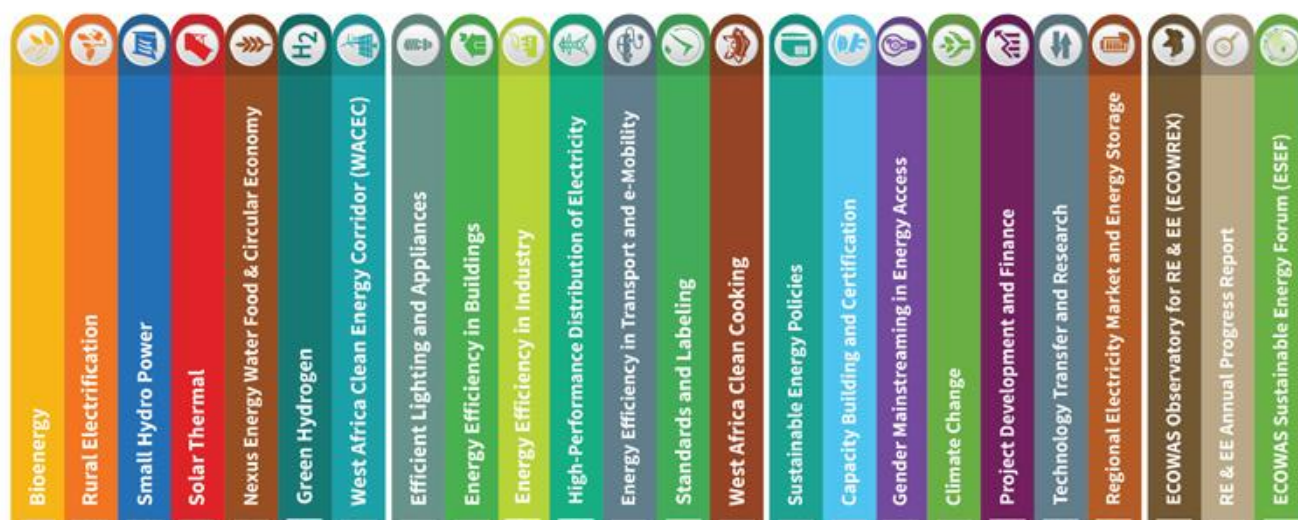 H2
Bioenergy
Rural Electrification
Small Hydro Power
Solar Thermal
Nexus Energy Water Food & Circular Economy
Green Hydrogen
West Africa Clean Energy Corridor (WACEC)
Efficient Lighting and Appliances
Energy Efficiency in Buildings
Energy Efficiency in Industry
High-Performance Distribution of Electricity
Energy Efficiency in Transport and e-Mobility
Standards and Labeling
West Africa Clean Cooking
Sustainable Energy Policies
Capacity Building and Certification
Gender Mainstreaming in Energy Access
Climate Change
Project Development and Finance
Technology Transfer and Research
Regional Electricity Market and Energy Storage
ECOWAS Observatory for RE & EE (ECOWREX)
RE & EE Annual Progress Report
ECOWAS Sustainable Energy Forum (ESEF)